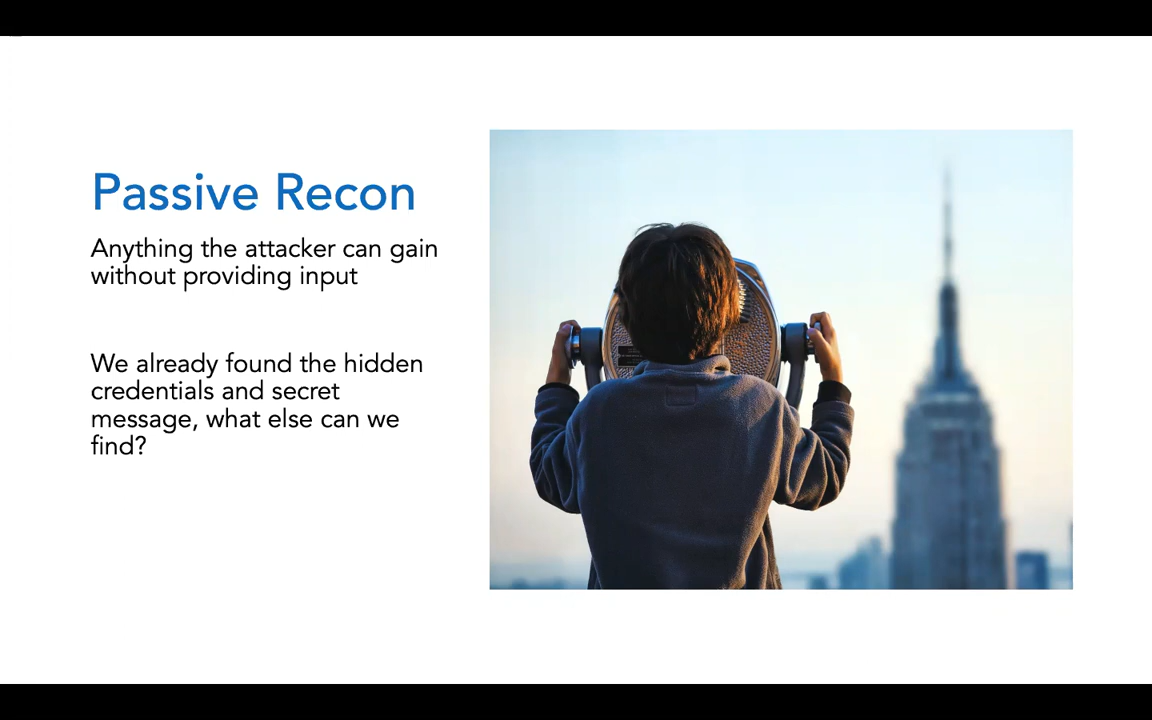 Passive Recon
Anything the attacker can gain
without providing input
We already found the hidden
credentials and secret
message, what else can we
find?